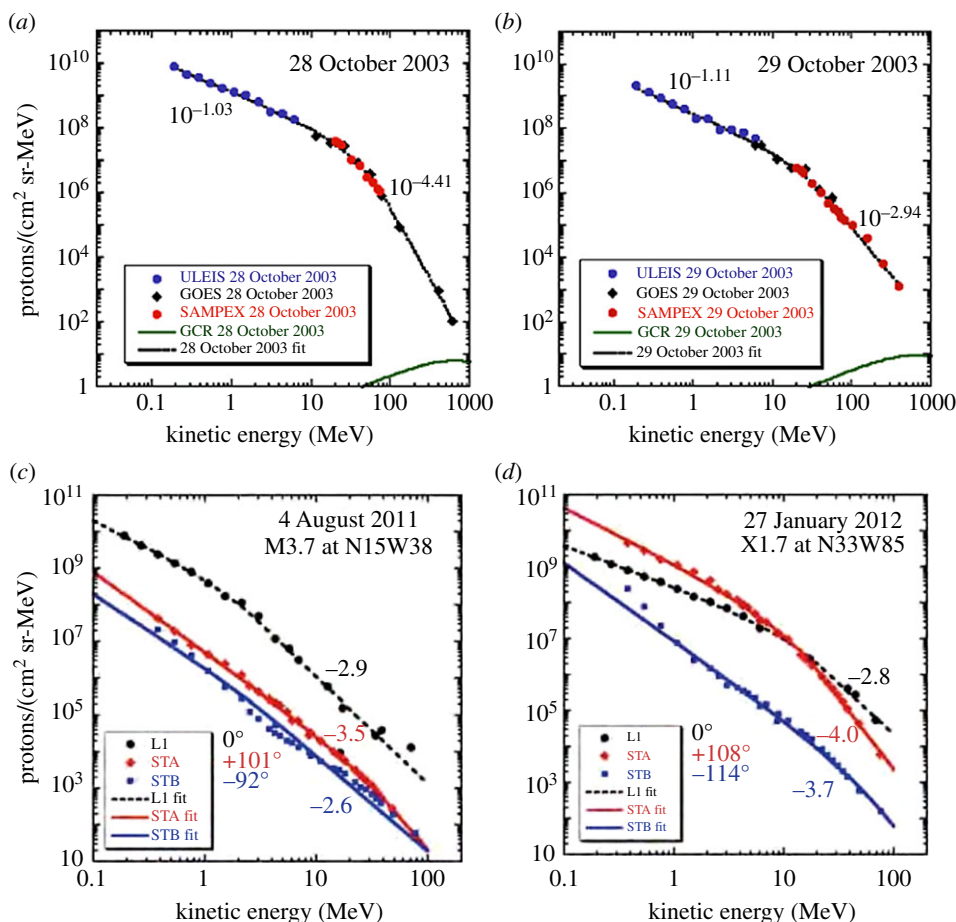 (a)
10^10
10^8
10^6
10^4
10^2
1
protons/(cm^2 sr-MeV)
28 October 2003
10^–1.03
10^–4.41
ULEIS 28 October 2003
GOES 28 October 2003
SAMPEX 28 October 2003
GCR 28 October 2003
28 October 2003 fit
0.1 1 10 100 1000
kinetic energy (MeV)
(b)
10^10
10^8
10^6
10^4
10^2
1
29 October 2003
10^–1.11
10^–2.94
ULEIS 29 October 2003
GOES 29 October 2003
SAMPEX 29 October 2003
GCR 29 October 2003
29 October 2003 fit
0.1 1 10 100 1000
kinetic energy (MeV)
(c)
10^11
10^9
10^7
10^5
10^3
10
protons/(cm^2 sr-MeV)
4 August 2011
M3.7 at N15W38
–2.9
–3.5
–2.6
L1 0°
STA +101°
STB –92°
L1 fit
STA fit
STB fit
0.1 1 10 100
kinetic energy (MeV)
(d)
10^11
10^9
10^7
10^5
10^3
10
27 January 2012
X1.7 at N33W85
–2.8
–4.0
–3.7
L1 0°
STA +108°
STB –114°
L1 fit
STA fit
STB fit
0.1 1 10 100
kinetic energy (MeV)